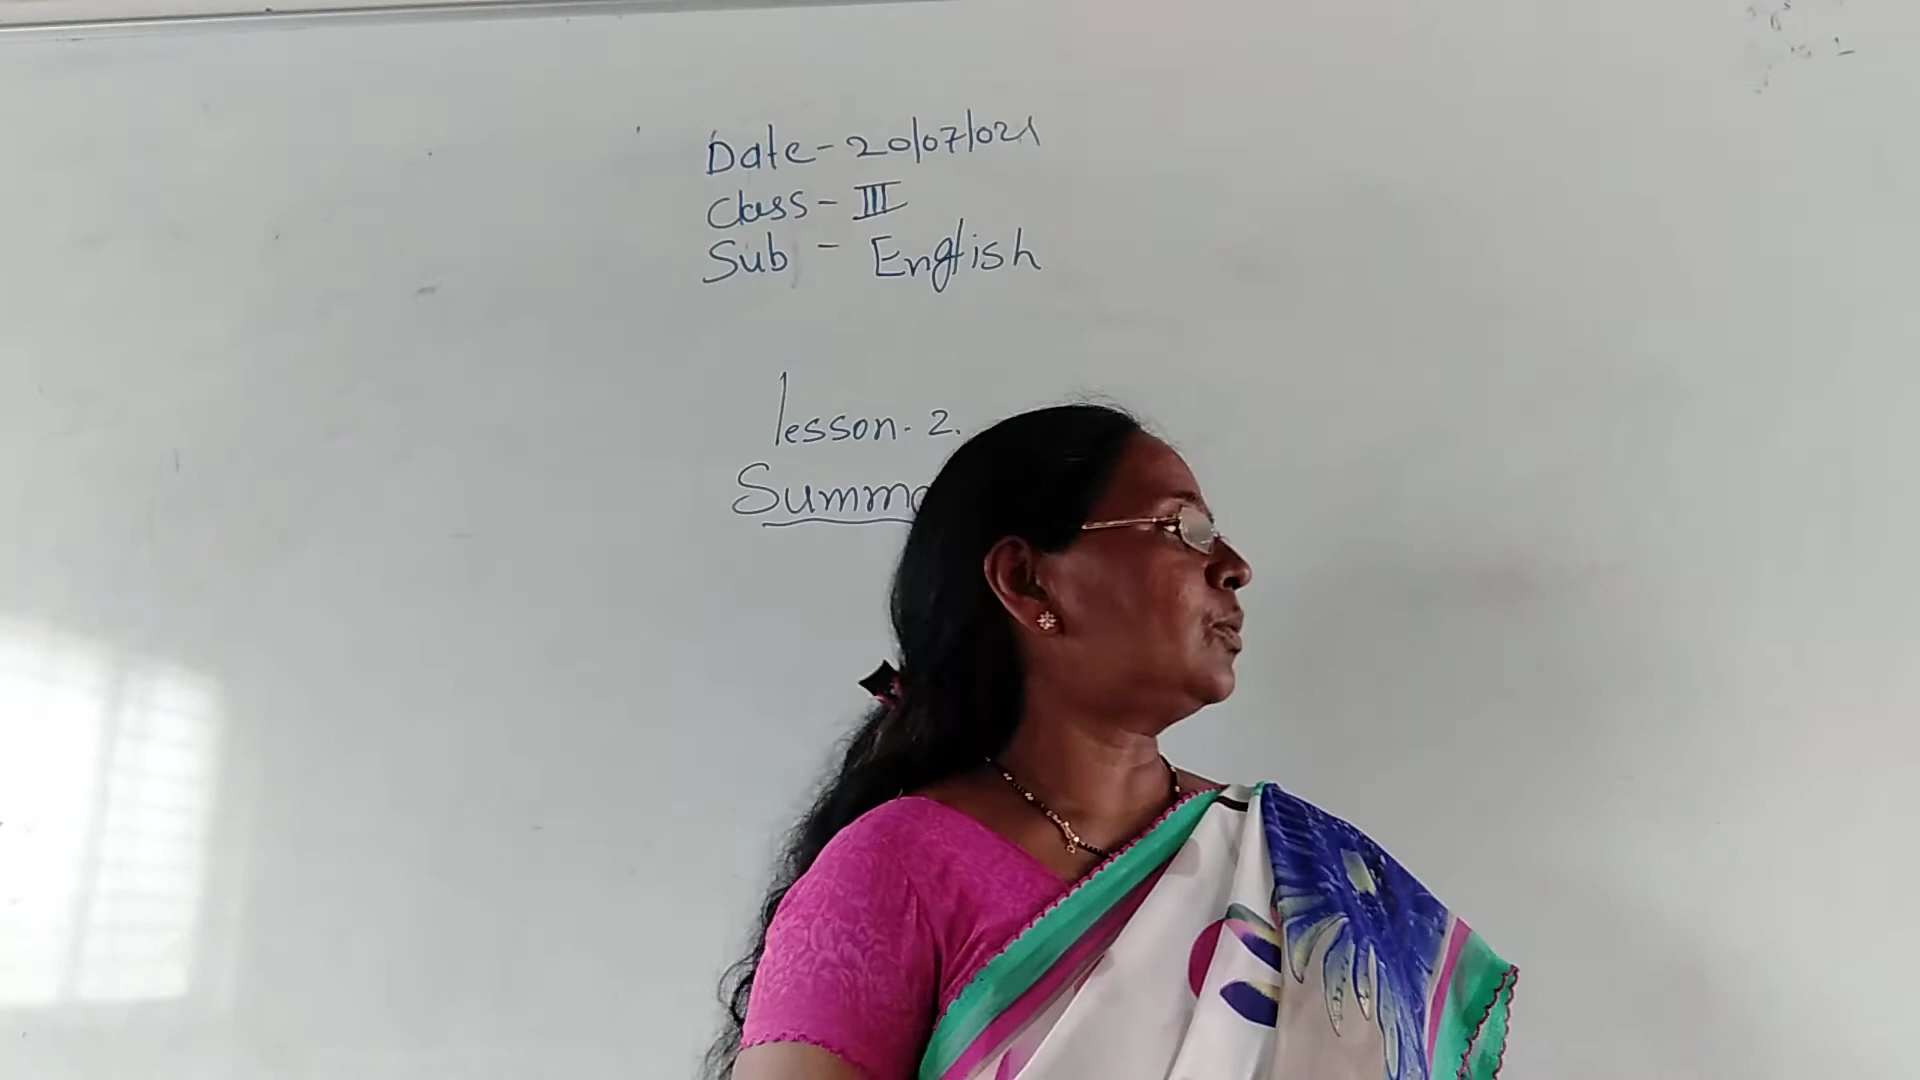 Date - 20/07/021
Class - III
Sub - English
lesson. 2.